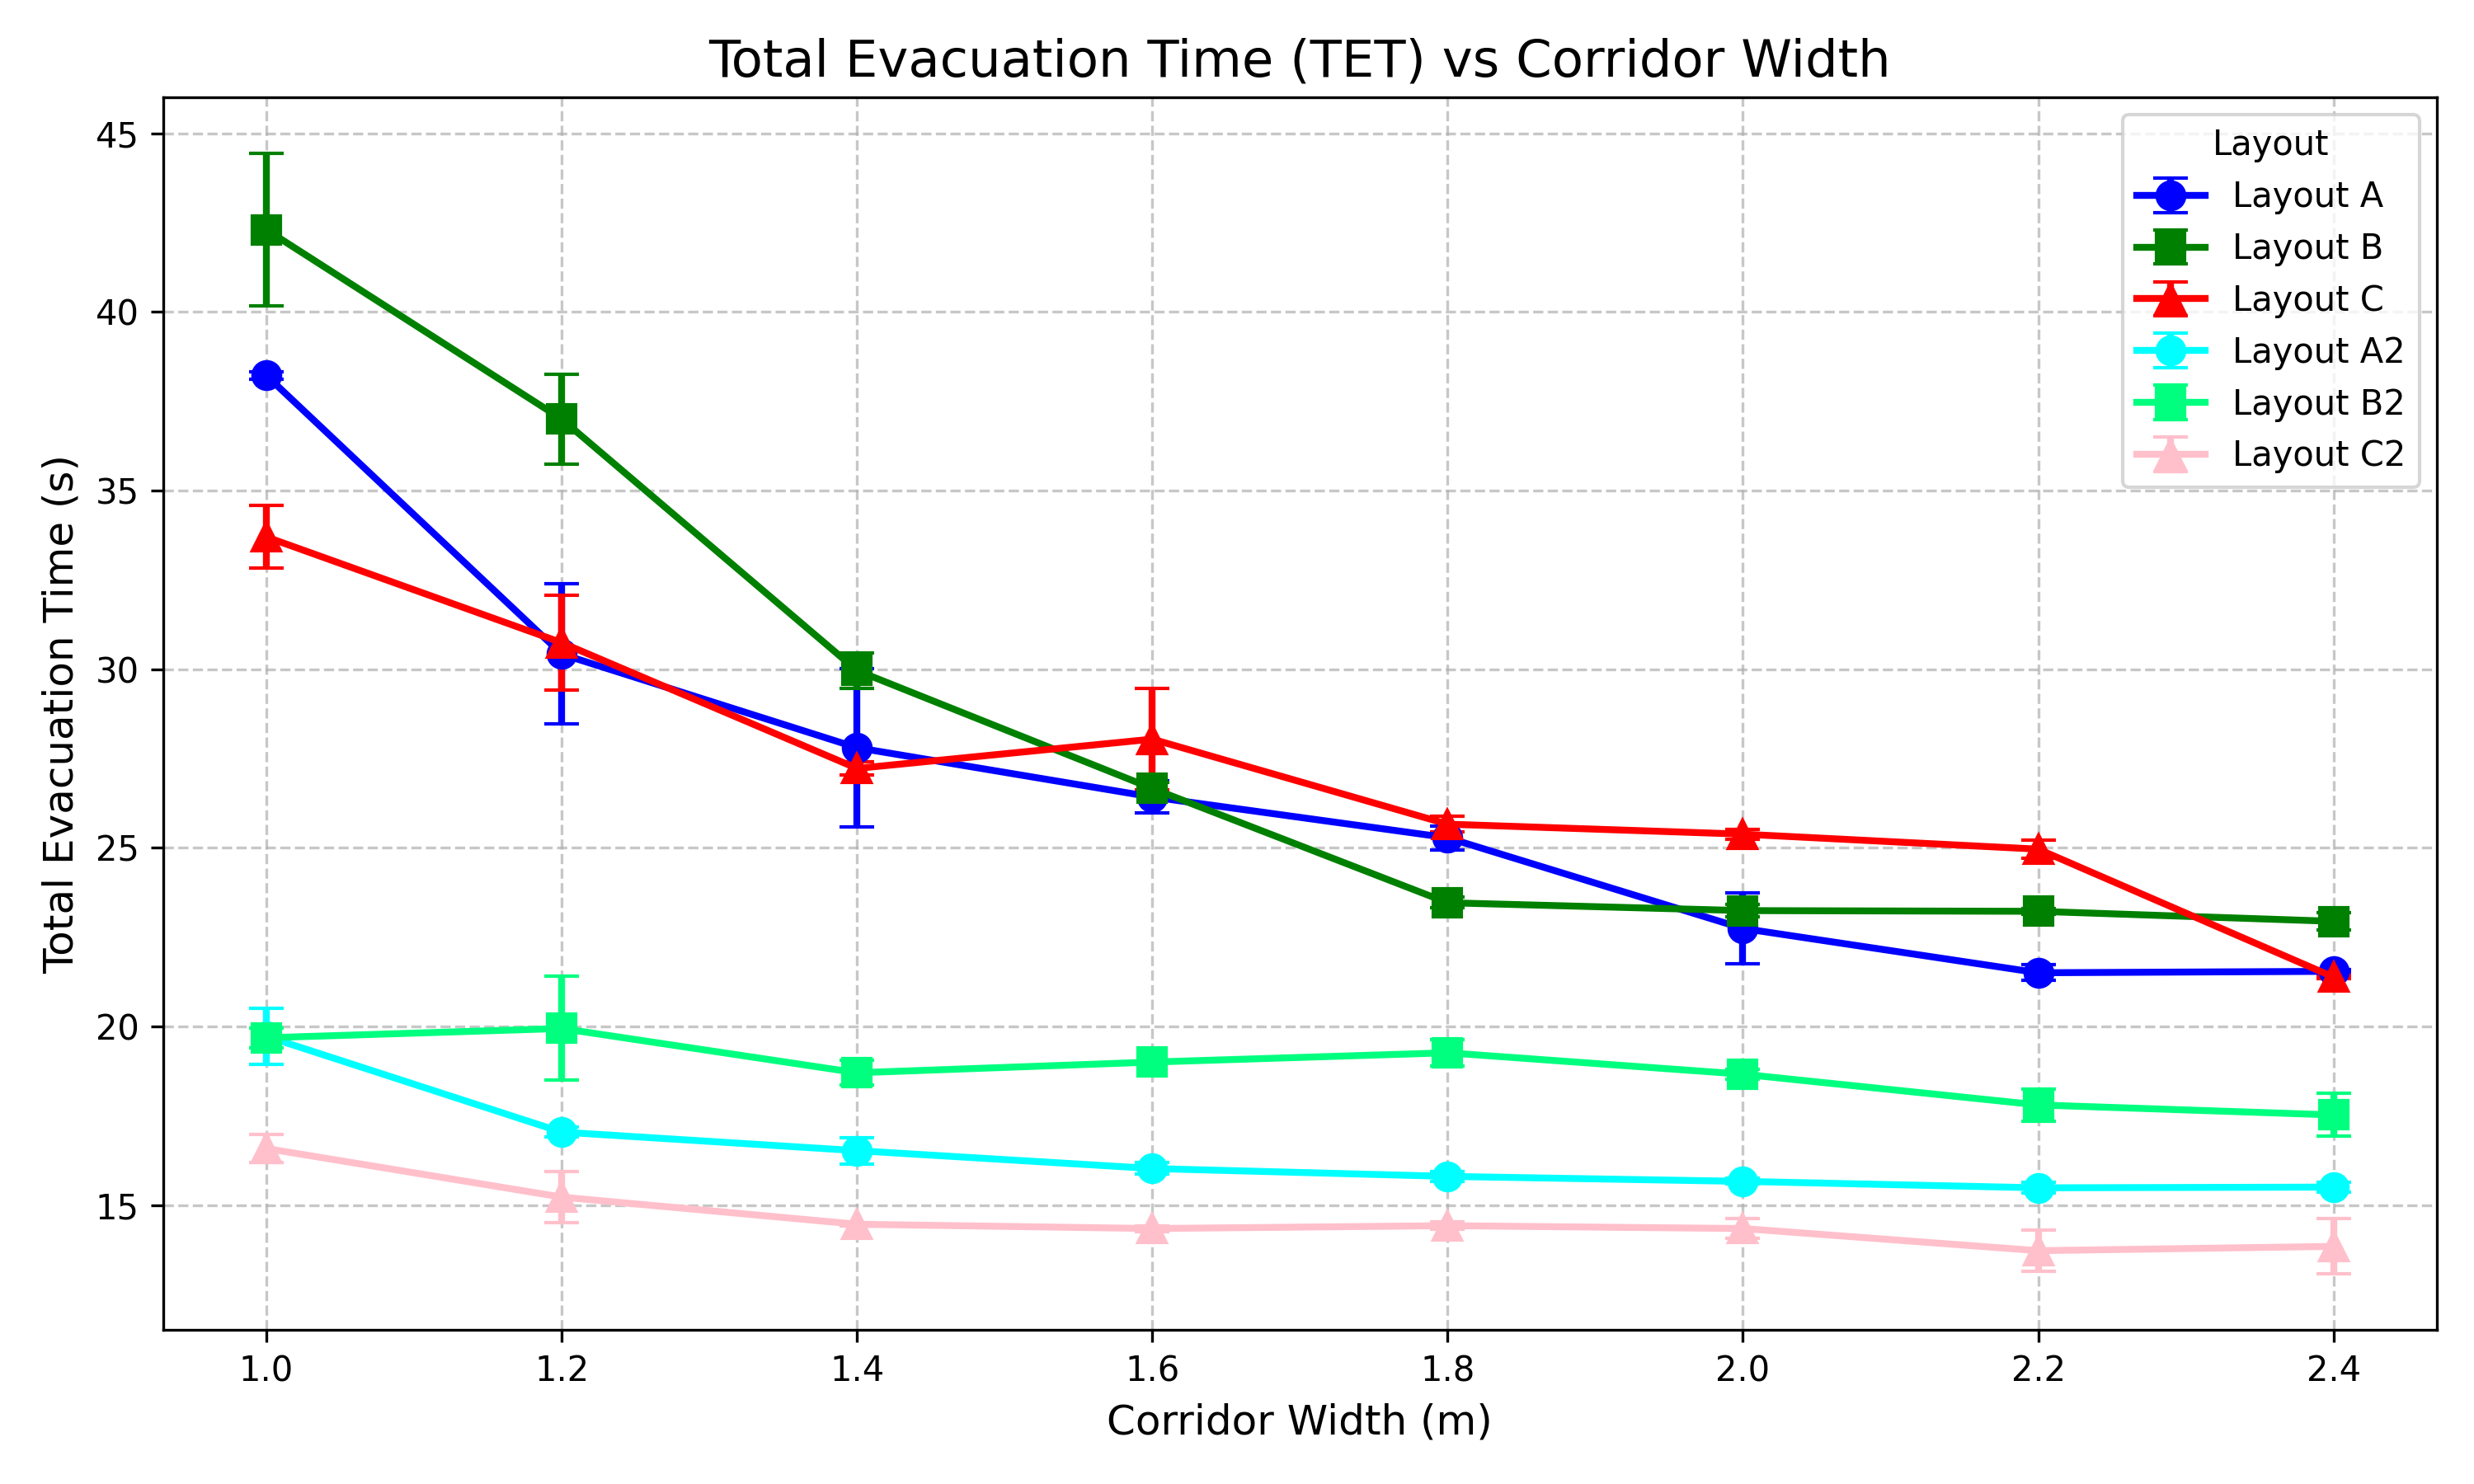 Total Evacuation Time (TET) vs Corridor Width
Total Evacuation Time (s)
45
40
35
30
25
20
15
Layout
Layout A
Layout B
Layout C
Layout A2
Layout B2
Layout C2
1.0 1.2 1.4 1.6 1.8 2.0 2.2 2.4
Corridor Width (m)